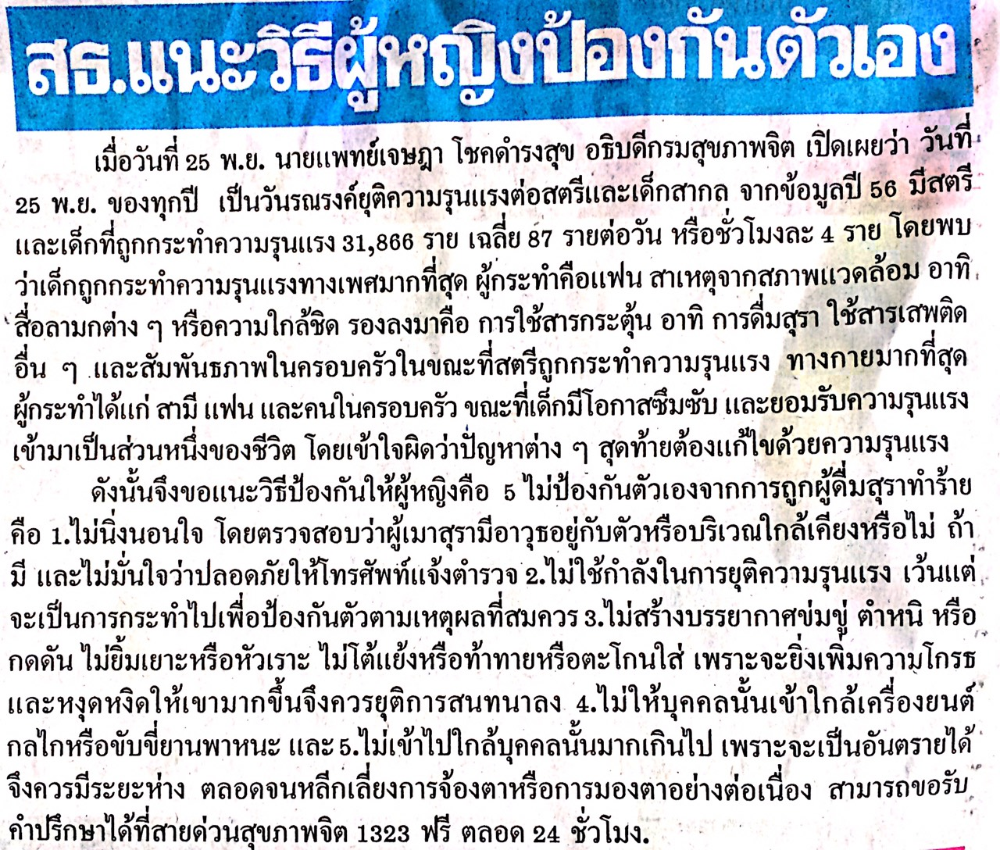 สธ.แนะวิธีผู้หญิงป้องกันตัวเอง
เมื่อวันที่ 25 พ.ย. นายแพทย์เจษฎา โชคดำรงสุข อธิบดีกรมสุขภาพจิต เปิดเผยว่า วันที่
25 พ.ย. ของทุกปี เป็นวันรณรงค์ยุติความรุนแรงต่อสตรีและเด็กสากล จากข้อมูลปี 56 มีสตรี
และเด็กที่ถูกกระทำความรุนแรง 31,866 ราย เฉลี่ย 87 รายต่อวัน หรือชั่วโมงละ 4 ราย โดยพบ
ว่าเด็กถูกกระทำความรุนแรงทางเพศมากที่สุด ผู้กระทำคือแฟน สาเหตุจากสภาพแวดล้อม อาทิ
สื่อลามกต่าง ๆ หรือความใกล้ชิด รองลงมาคือ การใช้สารกระตุ้น อาทิ การดื่มสุรา ใช้สารเสพติด
อื่น ๆ และสัมพันธภาพในครอบครัวในขณะที่สตรีถูกกระทำความรุนแรง ทางกายมากที่สุด
ผู้กระทำได้แก่ สามี แฟน และคนในครอบครัว ขณะที่เด็กมีโอกาสซึมซับ และยอมรับความรุนแรง
เข้ามาเป็นส่วนหนึ่งของชีวิต โดยเข้าใจผิดว่าปัญหาต่าง ๆ สุดท้ายต้องแก้ไขด้วยความรุนแรง
ดังนั้นจึงขอแนะวิธีป้องกันให้ผู้หญิงคือ 5 ไม่ป้องกันตัวเองจากการถูกผู้ดื่มสุราทำร้าย
คือ 1.ไม่นิ่งนอนใจ โดยตรวจสอบว่าผู้เมาสุรามีอาวุธอยู่กับตัวหรือบริเวณใกล้เคียงหรือไม่ ถ้า
มี และไม่มั่นใจว่าปลอดภัยให้โทรศัพท์แจ้งตำรวจ 2.ไม่ใช้กำลังในการยุติความรุนแรง เว้นแต่
จะเป็นการกระทำไปเพื่อป้องกันตัวตามเหตุผลที่สมควร 3.ไม่สร้างบรรยากาศข่มขู่ ตำหนิ หรือ
กดดัน ไม่ยิ้มเยาะหรือหัวเราะ ไม่โต้แย้งหรือท้าทายหรือตะโกนใส่ เพราะจะยิ่งเพิ่มความโกรธ
และหงุดหงิดให้เขามากขึ้นจึงควรยุติการสนทนาลง 4.ไม่ให้บุคคลนั้นเข้าใกล้เครื่องยนต์
กลไกหรือขับขี่ยานพาหนะ และ 5.ไม่เข้าไปใกล้บุคคลนั้นมากเกินไป เพราะจะเป็นอันตรายได้
จึงควรมีระยะห่าง ตลอดจนหลีกเลี่ยงการจ้องตาหรือการมองตาอย่างต่อเนื่อง สามารถขอรับ
คำปรึกษาได้ที่สายด่วนสุขภาพจิต 1323 ฟรี ตลอด 24 ชั่วโมง.